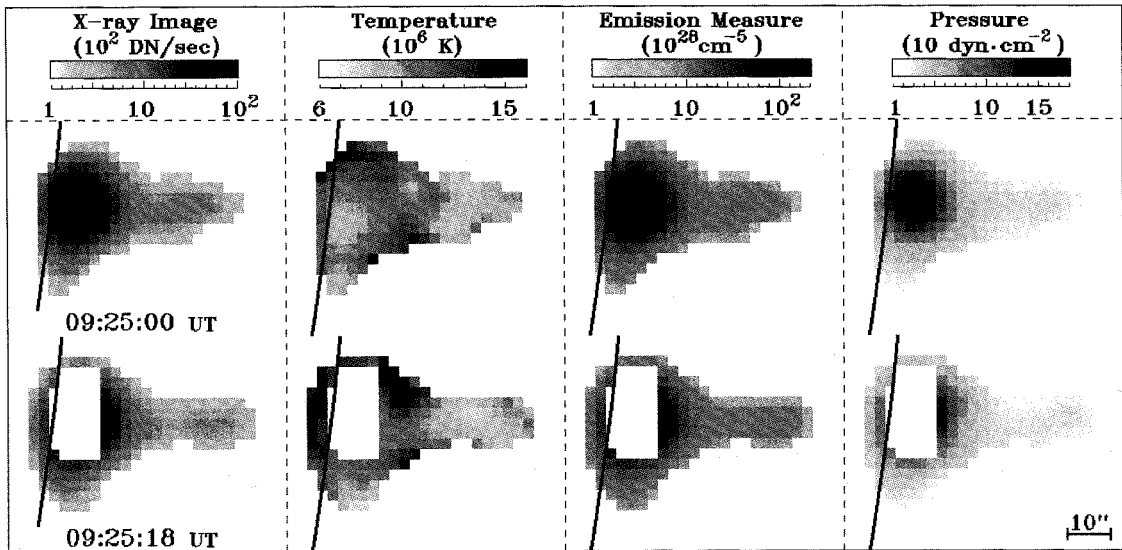 X-ray Image Temperature Emission Measure Pressure
(10² DN/sec) (10⁶ K) (10²⁸cm⁻⁵) (10 dyn·cm⁻²)
1 10 10² 6 10 15 1 10 10² 1 10 15
09:25:00 UT
09:25:18 UT
10"